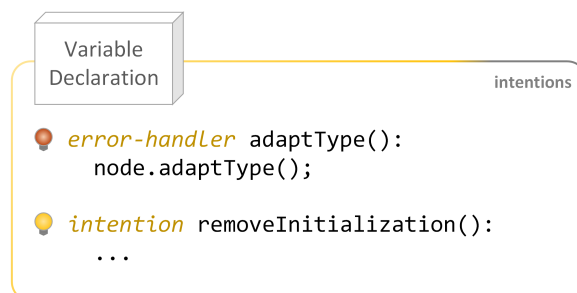 Variable
Declaration
intentions
error-handler adaptType():
node.adaptType();
intention removeInitialization():
...